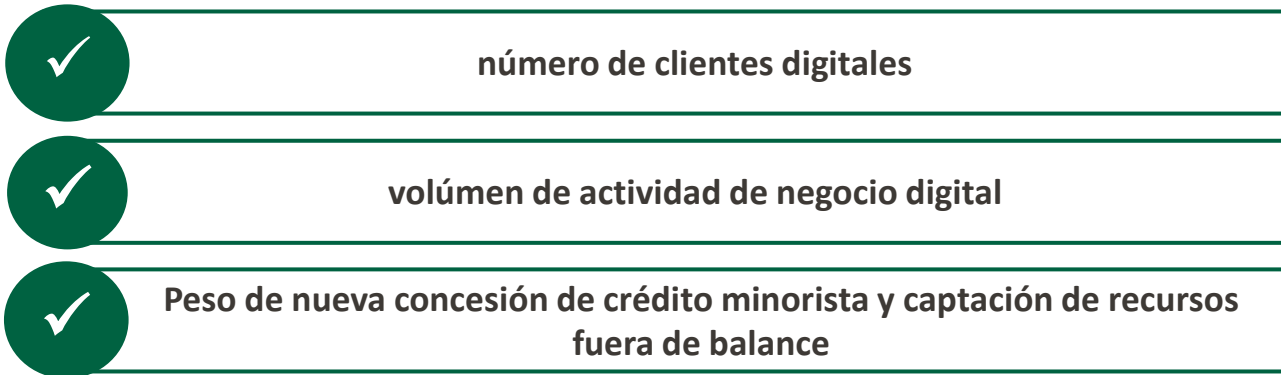 número de clientes digitales
volúmen de actividad de negocio digital
Peso de nueva concesión de crédito minorista y captación de recursos
fuera de balance